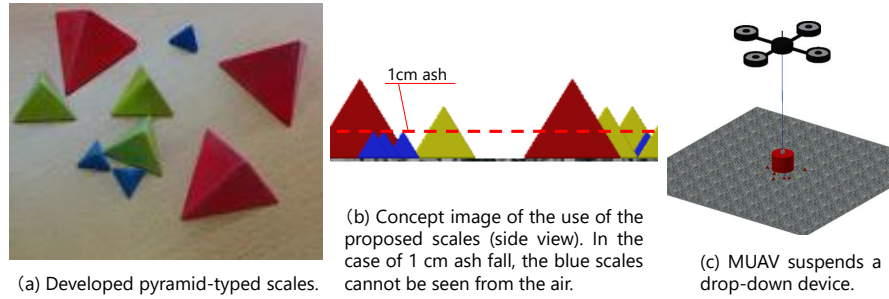 1cm ash
(a) Developed pyramid-typed scales.
(b) Concept image of the use of the
proposed scales (side view). In the
case of 1 cm ash fall, the blue scales
cannot be seen from the air.
(c) MUAV suspends a
drop-down device.